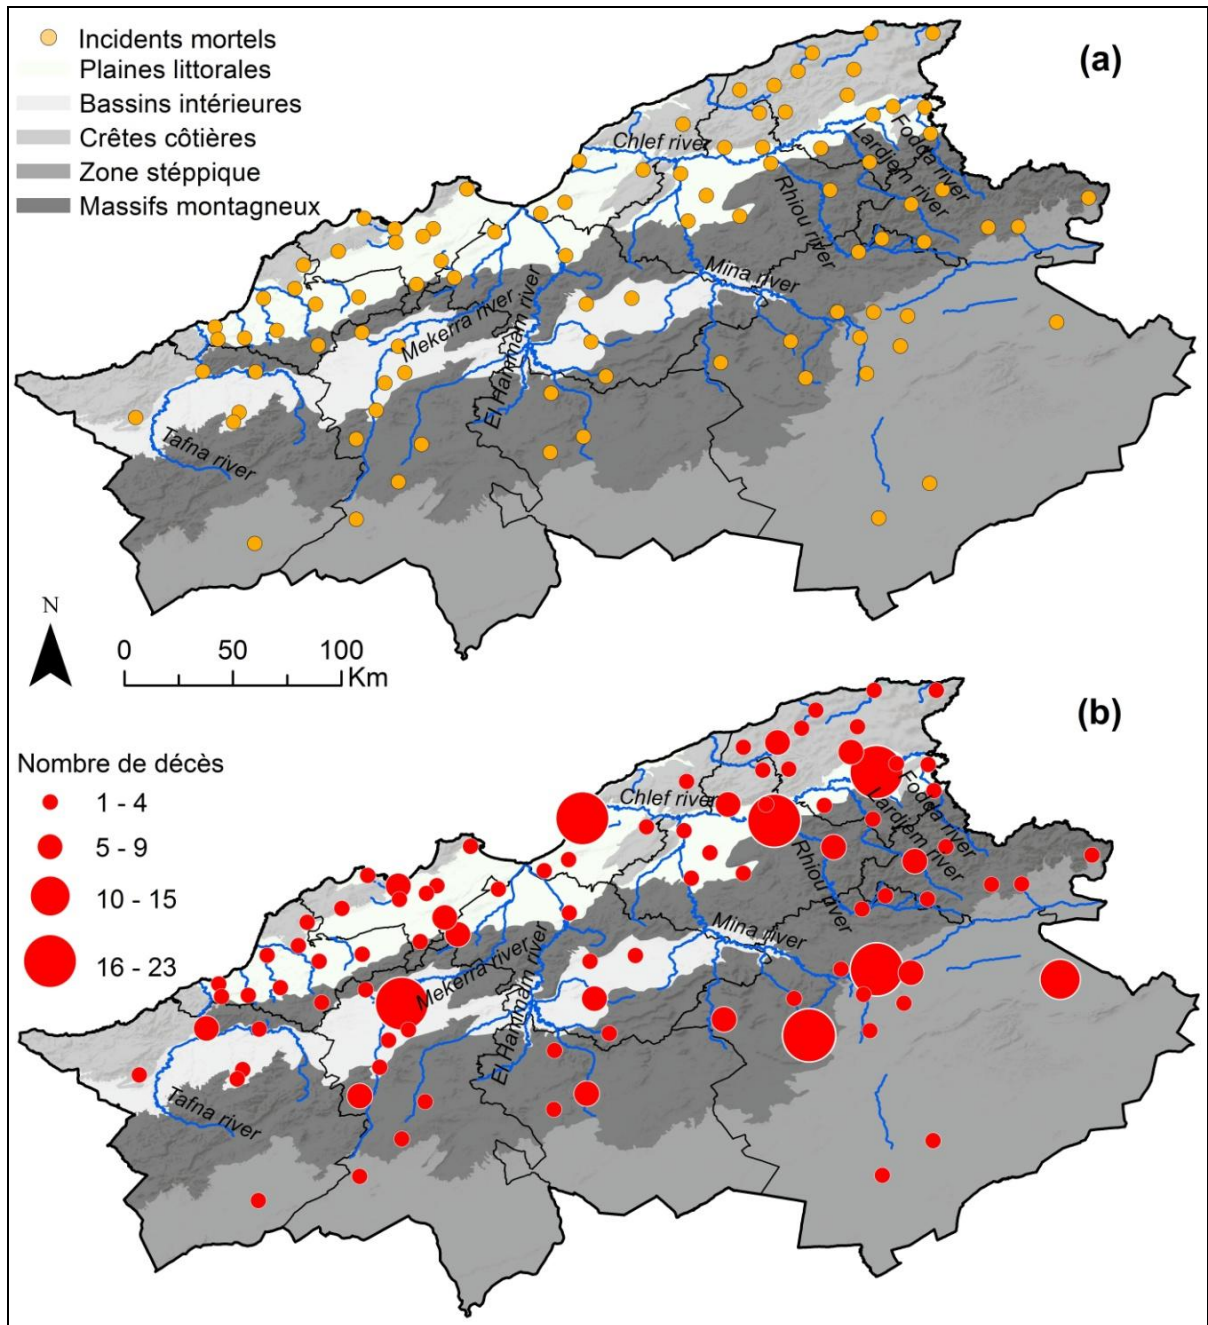 Incidents mortels
Plaines littorales
Bassins intérieures
Crêtes côtières
Zone stéppique
Massifs montagneux
(a)
Chlef river
Fodda river
Lardiem river
Rhiou river
Mina river
Mekerra river
El Hammam river
Tafna river
N
0 50 100
Km
(b)
Nombre de décès
1 - 4
5 - 9
10 - 15
16 - 23
Chlef river
Fodda river
Lardiem river
Rhiou river
Mina river
Mekerra river
El Hammam river
Tafna river